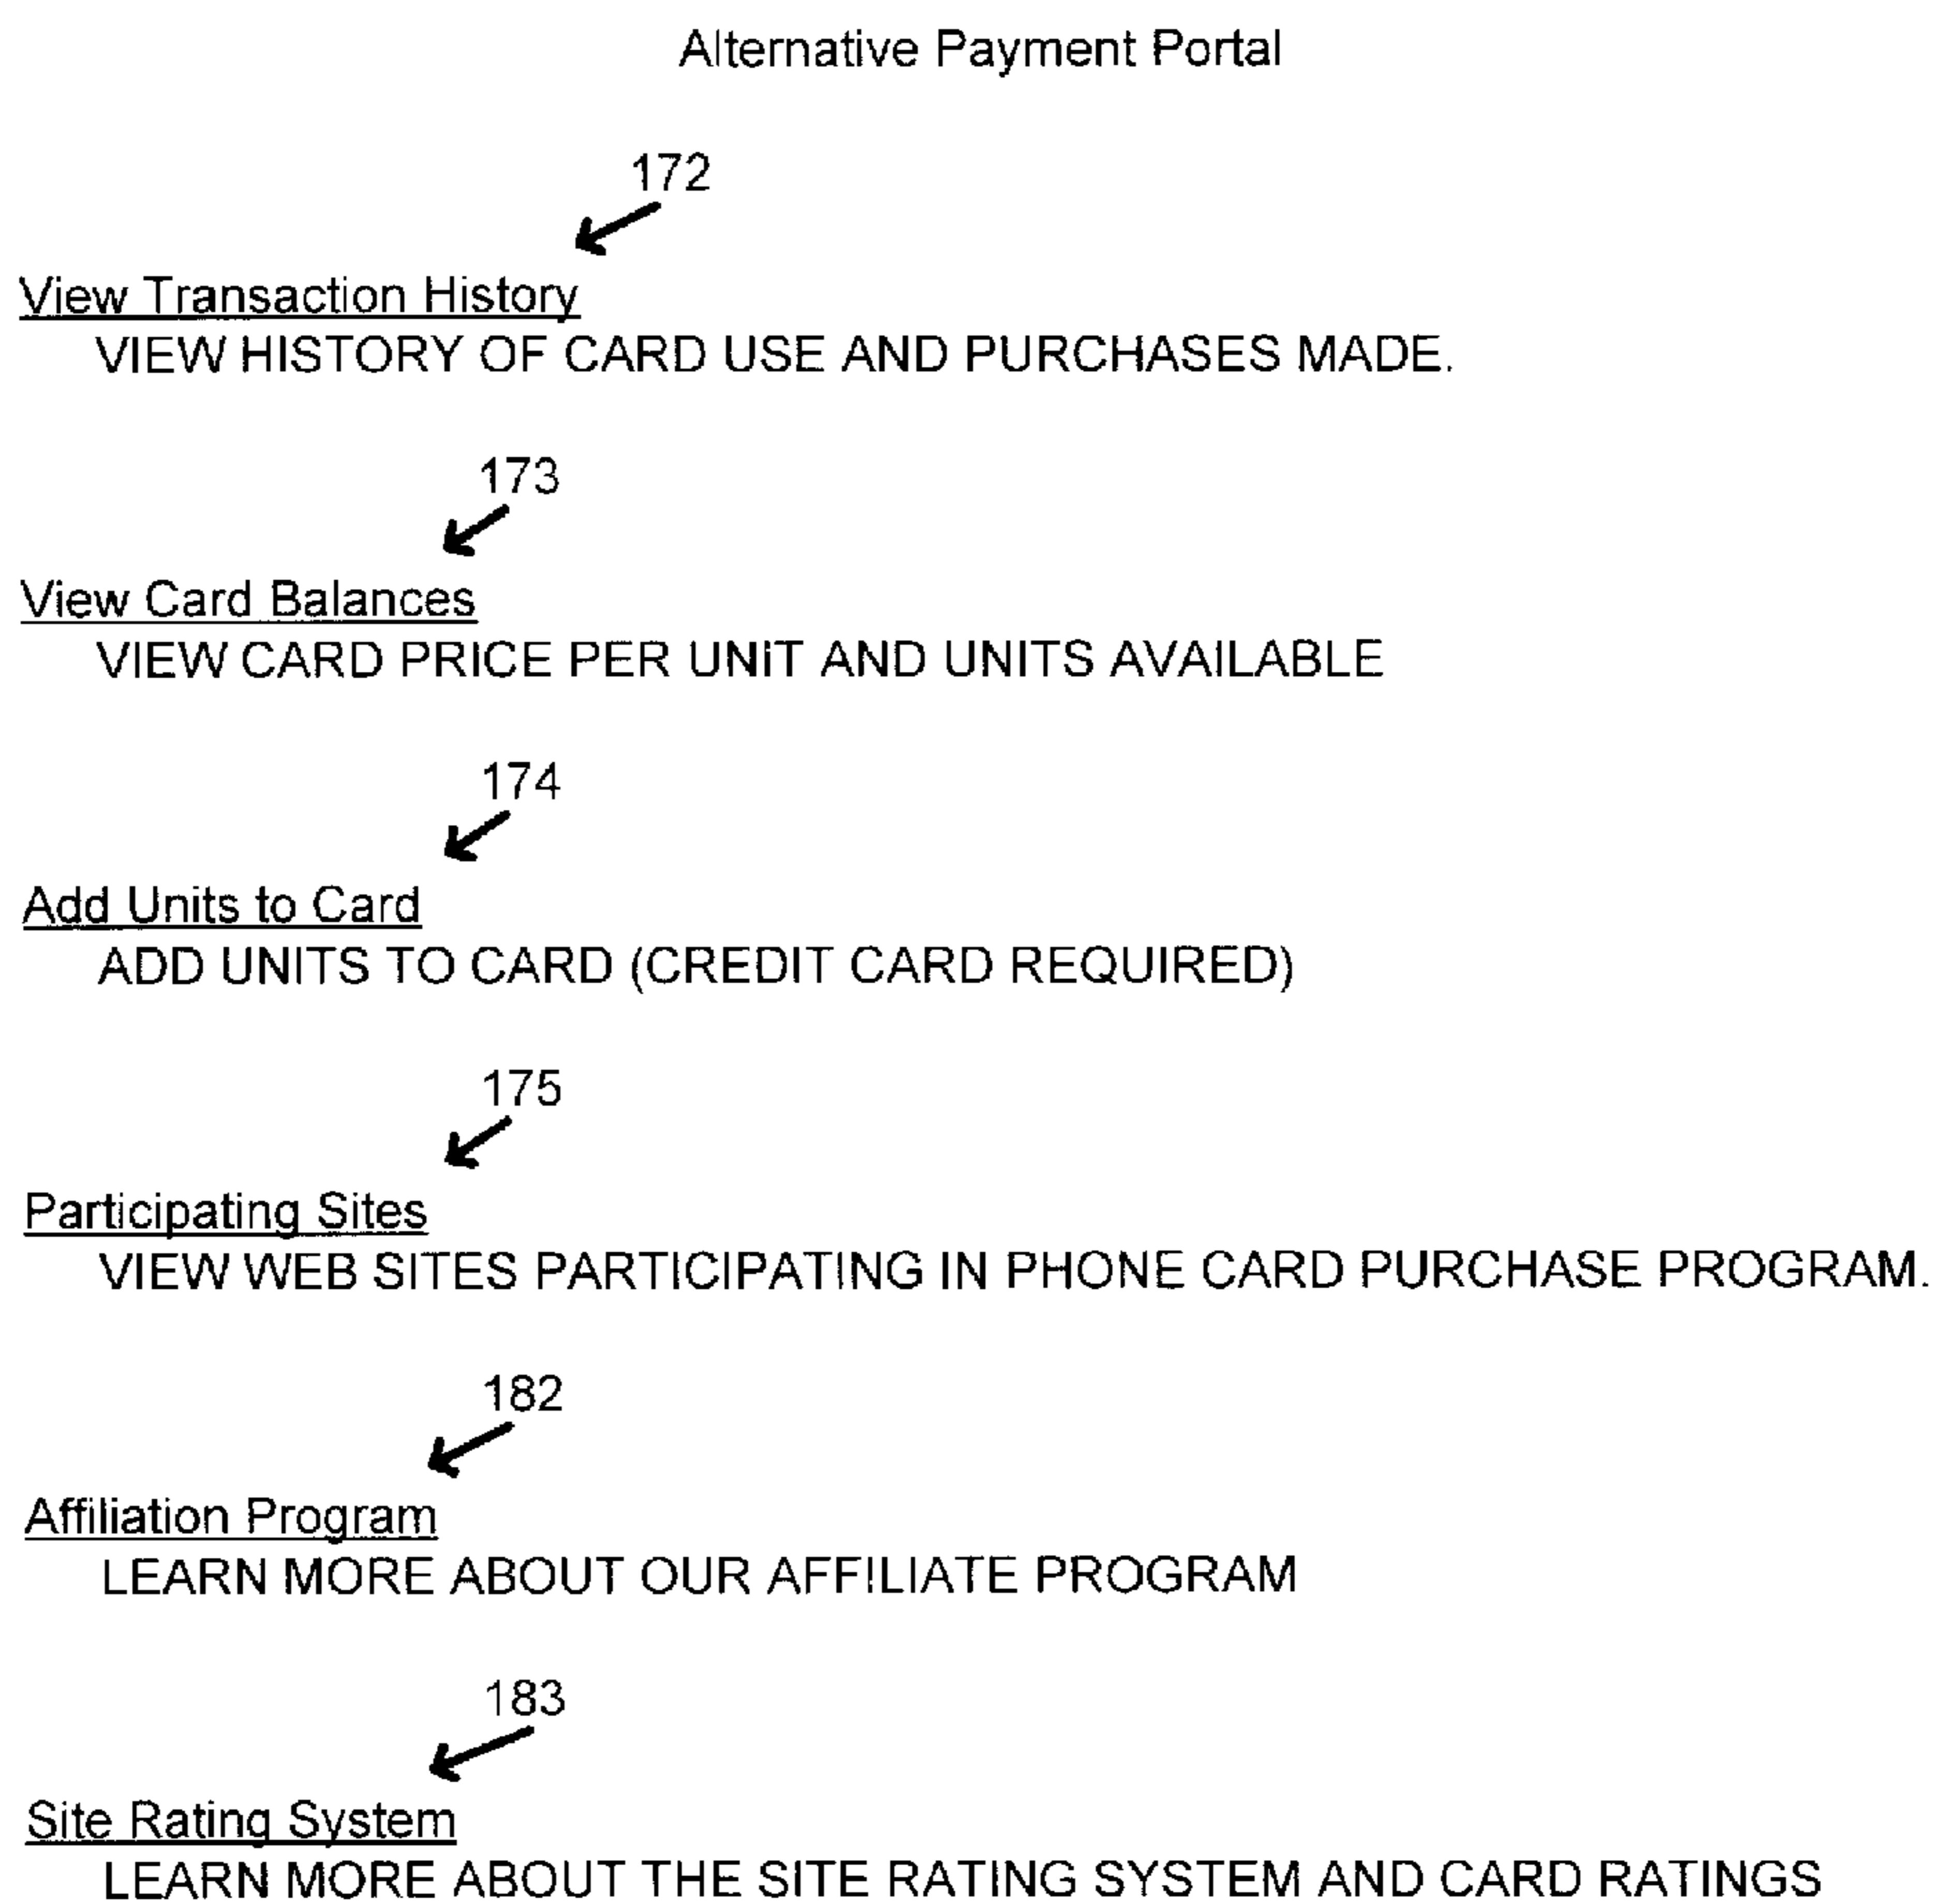 Alternative Payment Portal
172
View Transaction History
VIEW HISTORY OF CARD USE AND PURCHASES MADE.
173
View Card Balances
VIEW CARD PRICE PER UNiT AND UNITS AVAILABLE
174
Add Units to Card
ADD UNITS TO CARD (CREDIT CARD REQUIRED)
175
Participating Sites
VIEW WEB SITES PARTICIPATING IN PHONE CARD PURCHASE PROGRAM.
182
Affiliation Program
LEARN MORE ABOUT OUR AFFILIATE PROGRAM
183
Site Rating System
LEARN MORE ABOUT THE SITE RATING SYSTEM AND CARD RATINGS